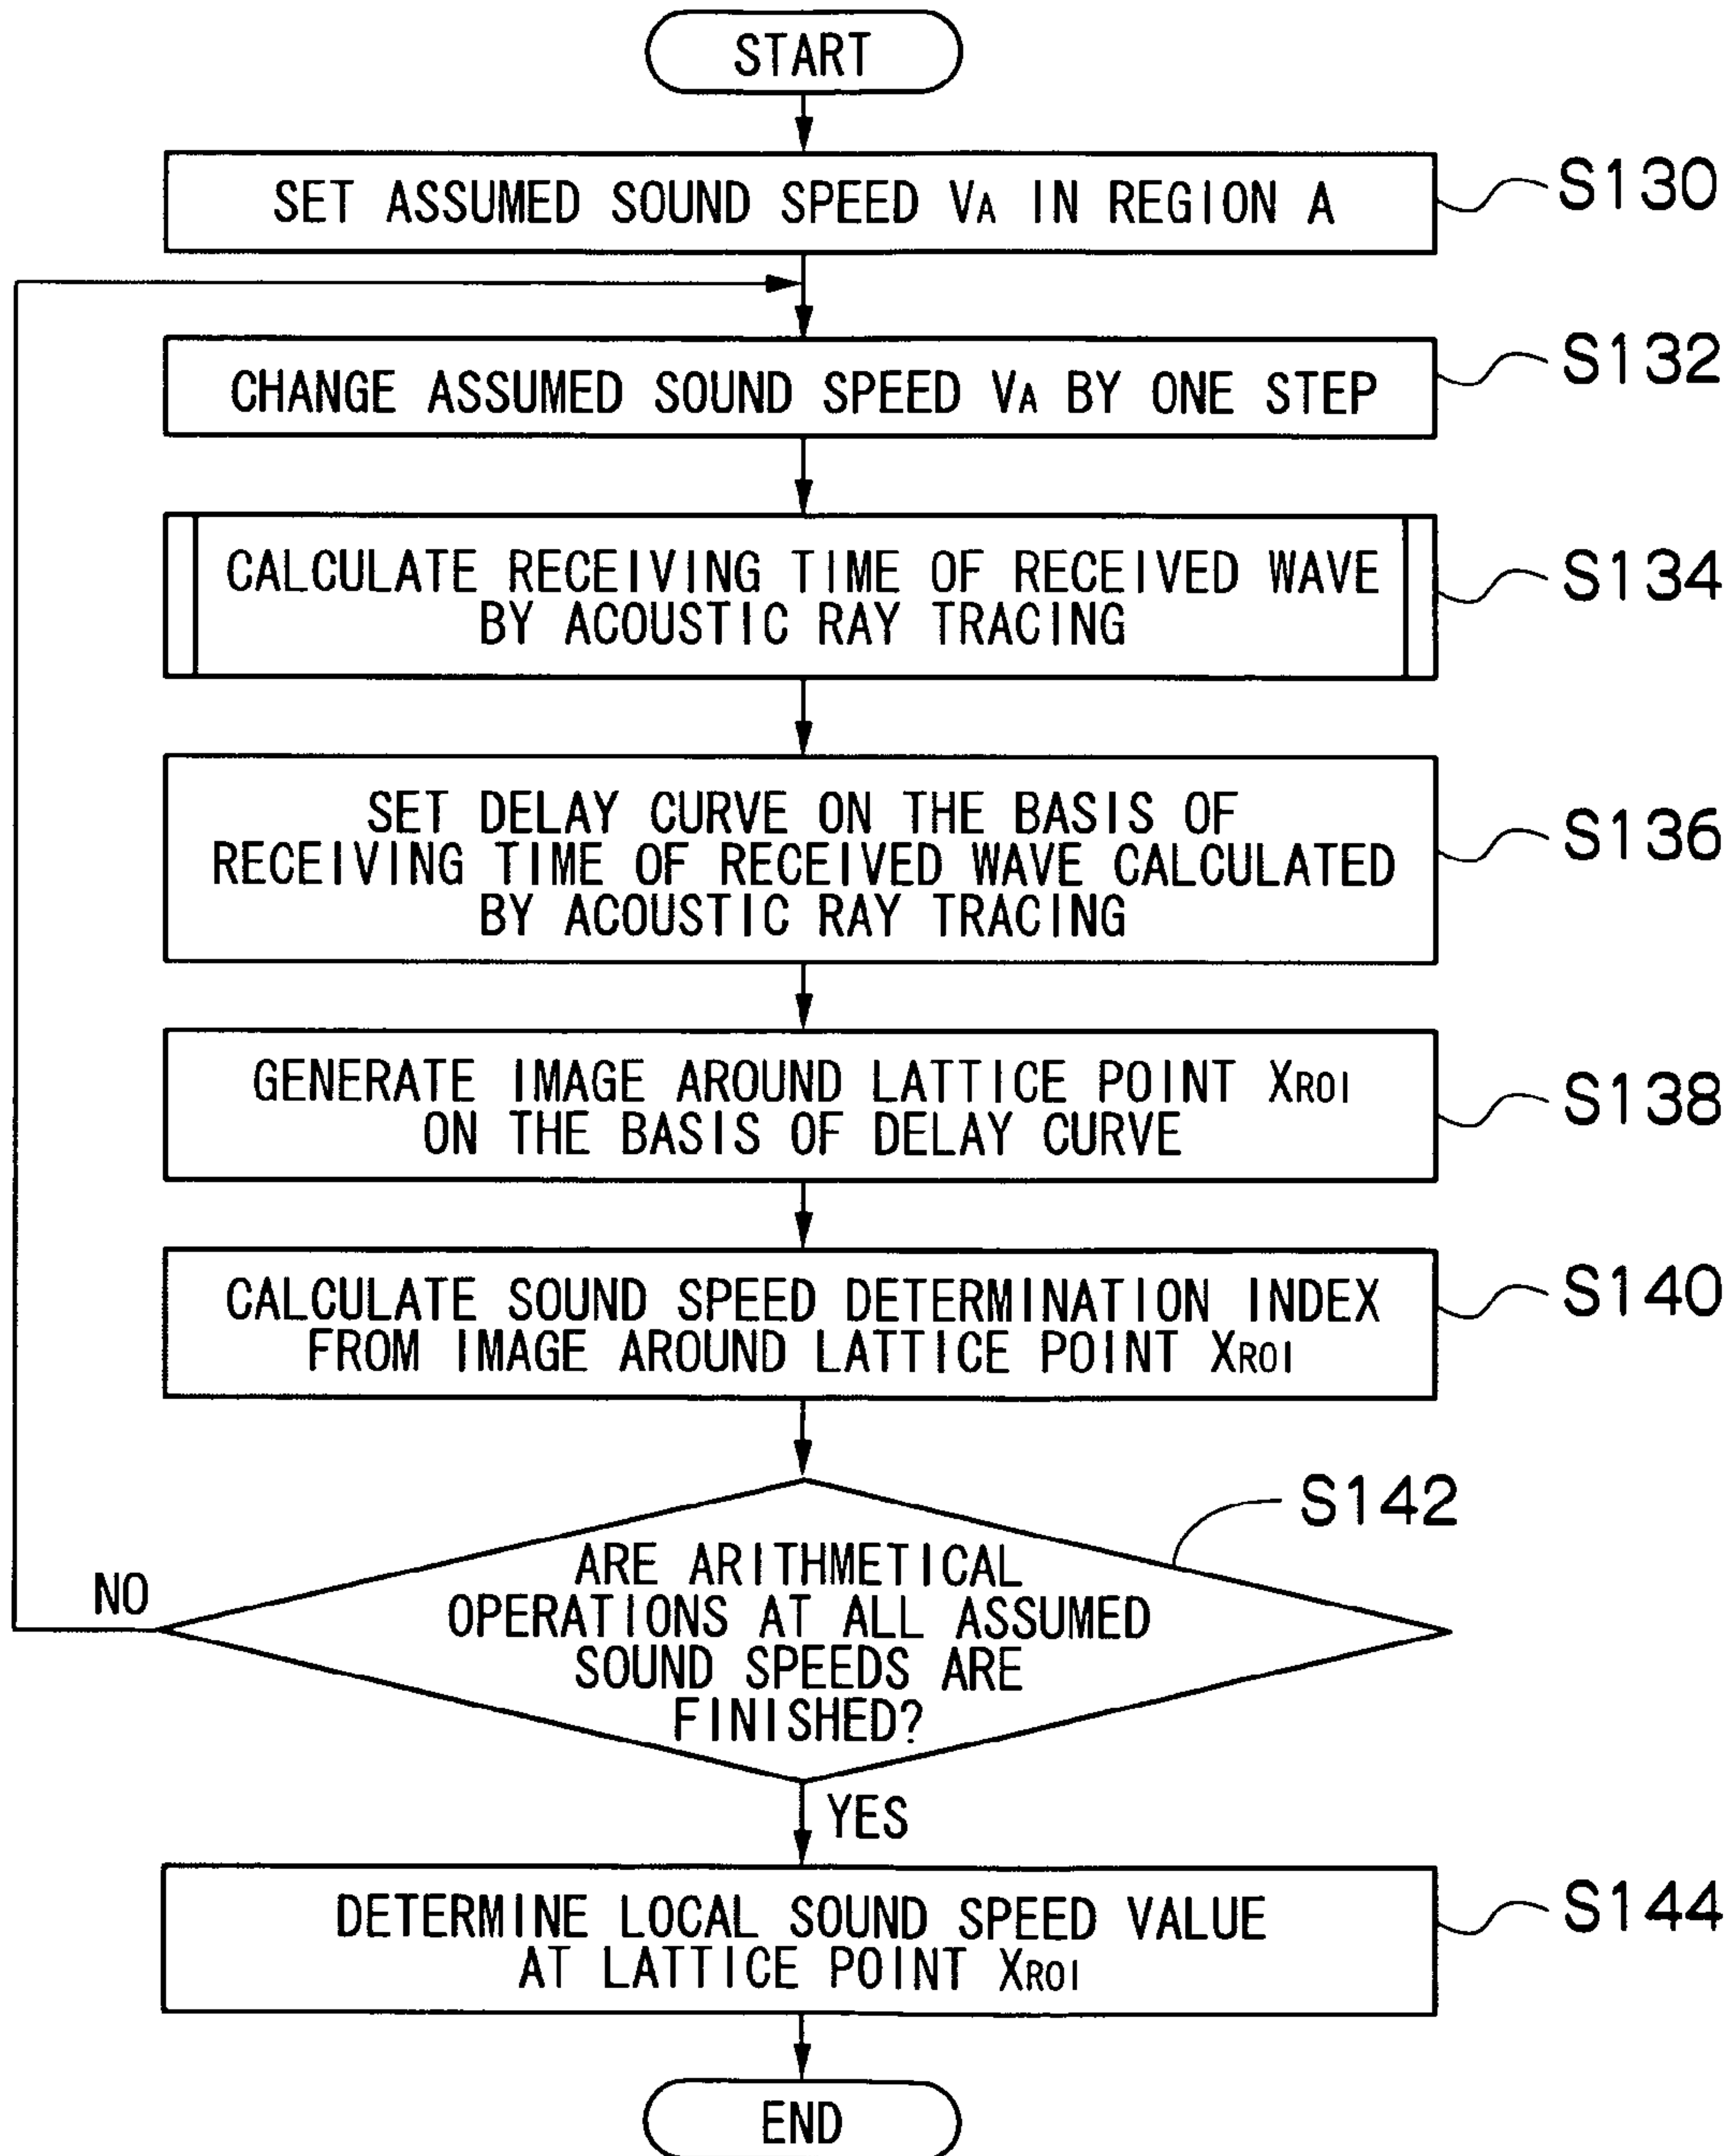 START
SET ASSUMED SOUND SPEED VA IN REGION A
S130
CHANGE ASSUMED SOUND SPEED VA BY ONE STEP
S132
CALCULATE RECEIVING TIME OF RECEIVED WAVE
BY ACOUSTIC RAY TRACING
S134
SET DELAY CURVE ON THE BASIS OF
RECEIVING TIME OF RECEIVED WAVE CALCULATED
BY ACOUSTIC RAY TRACING
S136
GENERATE IMAGE AROUND LATTICE POINT XROI
ON THE BASIS OF DELAY CURVE
S138
CALCULATE SOUND SPEED DETERMINATION INDEX
FROM IMAGE AROUND LATTICE POINT XROI
S140
S142
ARE ARITHMETICAL
OPERATIONS AT ALL ASSUMED
SOUND SPEEDS ARE
FINISHED?
NO
YES
DETERMINE LOCAL SOUND SPEED VALUE
AT LATTICE POINT XROI
S144
END